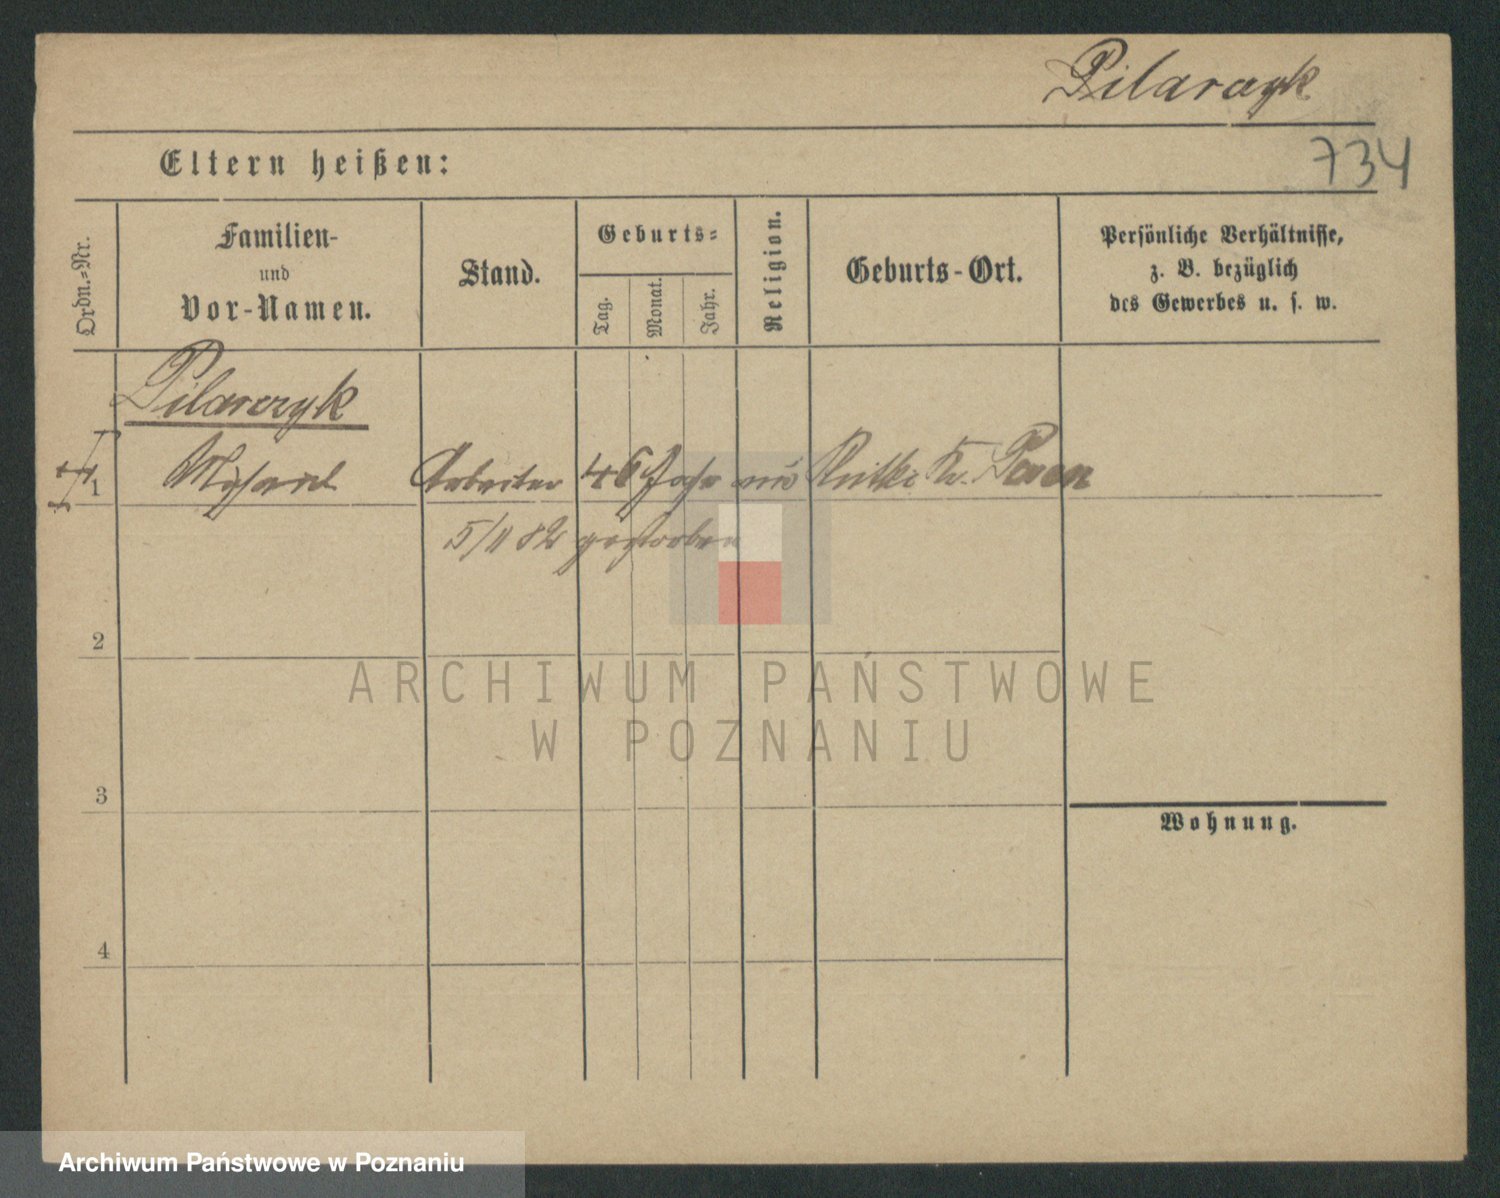 Pilarczyk
734
Eltern heißen:
Ordn.=Nr.
Familien-
und
Vor-Namen.
Stand.
Geburts=
Tag.
Monat.
Jahr.
Religion.
Geburts-Ort.
Persönliche Verhältnisse,
z. B. bezüglich
des Gewerbes u. s. w.
Pilarczyk
1 Arbeiter 46 Jahr aus Kr. Posen
5/11 82 gestorben
2
ARCHIWUM PAŃSTWOWE
W POZNANIU
3
Wohnung.
4
Archiwum Państwowe w Poznaniu